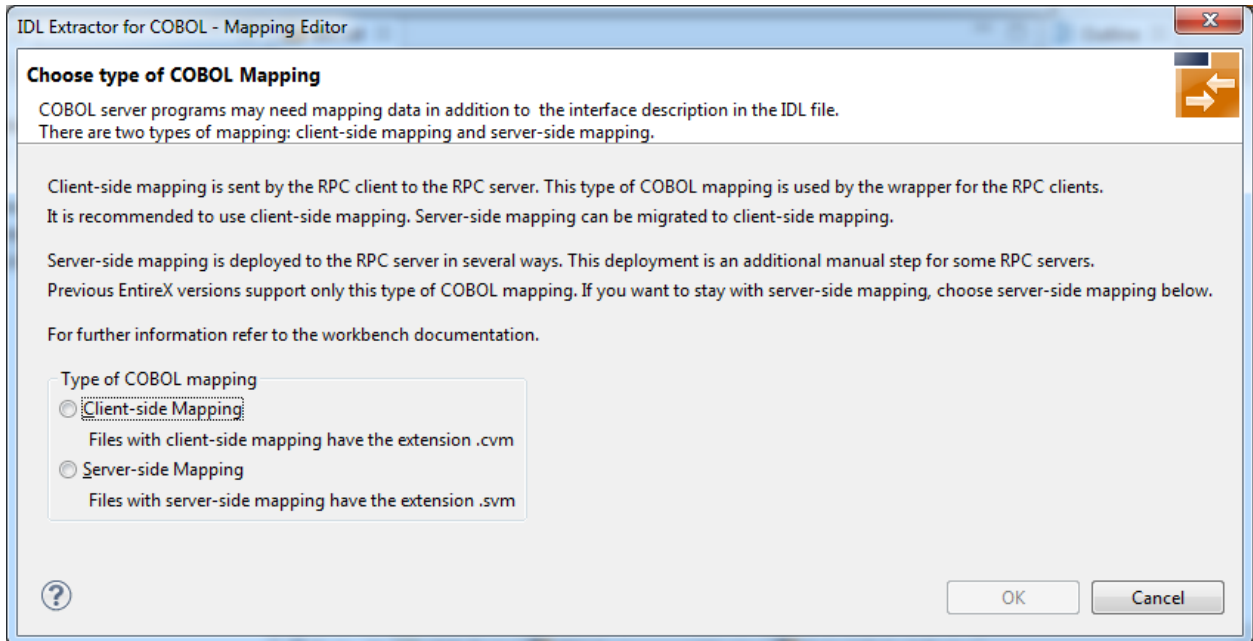 IDL Extractor for COBOL - Mapping Editor
Choose type of COBOL Mapping
COBOL server programs may need mapping data in addition to the interface description in the IDL file.
There are two types of mapping: client-side mapping and server-side mapping.
Client-side mapping is sent by the RPC client to the RPC server. This type of COBOL mapping is used by the wrapper for the RPC clients.
It is recommended to use client-side mapping. Server-side mapping can be migrated to client-side mapping.
Server-side mapping is deployed to the RPC server in several ways. This deployment is an additional manual step for some RPC servers.
Previous EntireX versions support only this type of COBOL mapping. If you want to stay with server-side mapping, choose server-side mapping below.
For further information refer to the workbench documentation.
Type of COBOL mapping
Client-side Mapping
Files with client-side mapping have the extension .cvm
Server-side Mapping
Files with server-side mapping have the extension .svm
?
OK
Cancel